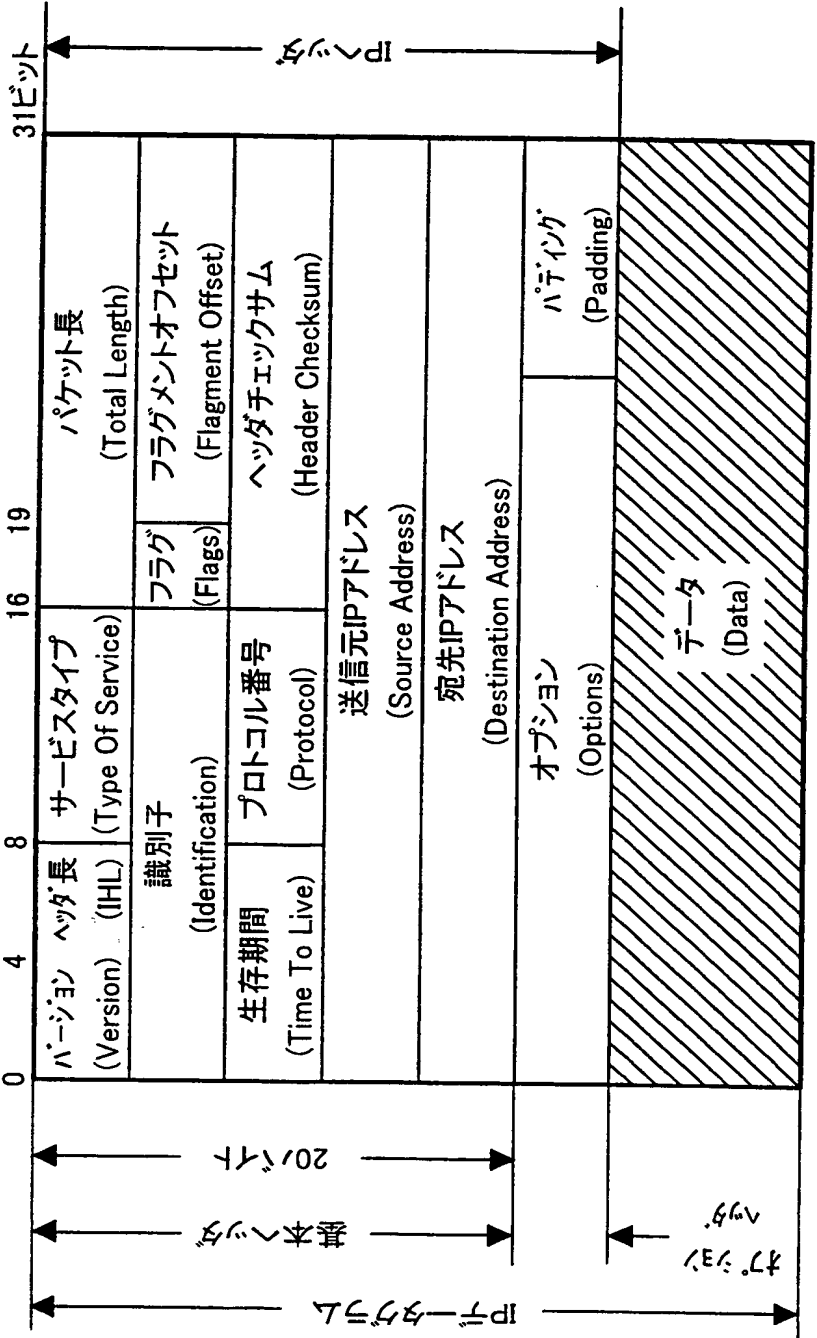 0 4 8 16 19 31ビット
バージョン ヘッダ長 サービスタイプ パケット長
(Version) (IHL) (Type Of Service) (Total Length)
識別子 フラグ フラグメントオフセット
(Identification) (Flags) (Flagment Offset)
生存期間 プロトコル番号 ヘッダチェックサム
(Time To Live) (Protocol) (Header Checksum)
送信元IPアドレス
(Source Address)
宛先IPアドレス
(Destination Address)
オプション パディング
(Options) (Padding)
データ
(Data)
IPヘッダ
20バイト
基本ヘッダ
オプション
ヘッダ
IPデータグラム